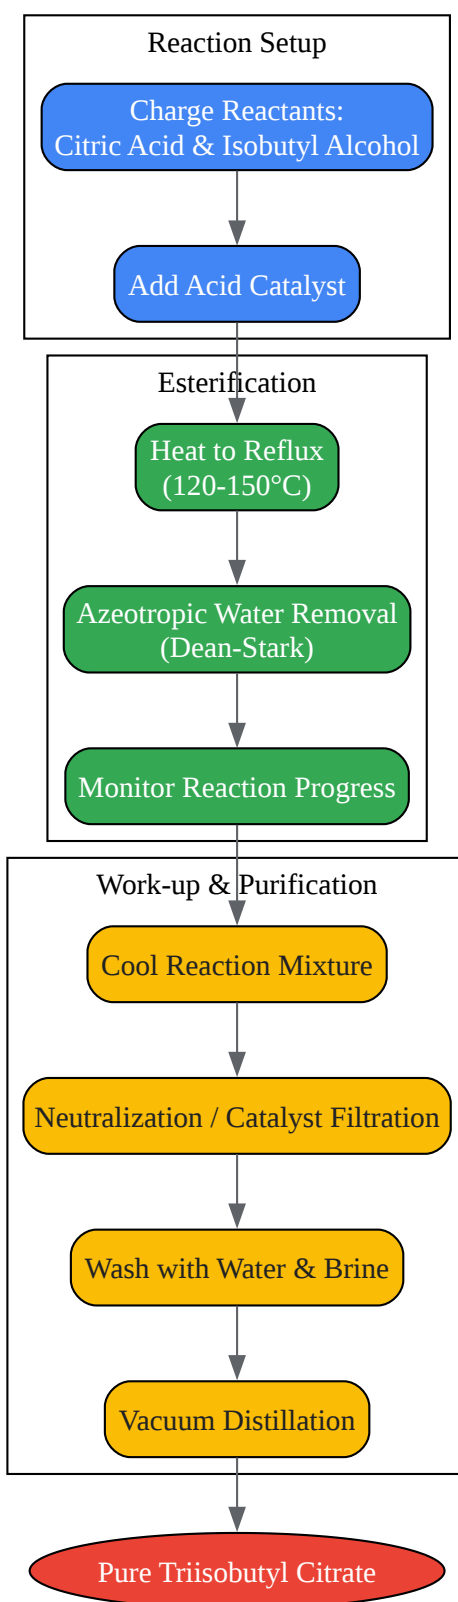 Reaction Setup
Charge Reactants:
Citric Acid & Isobutyl Alcohol
Add Acid Catalyst
Esterification
Heat to Reflux
(120-150°C)
Azeotropic Water Removal
(Dean-Stark)
Monitor Reaction Progress
Work-up & Purification
Cool Reaction Mixture
Neutralization / Catalyst Filtration
Wash with Water & Brine
Vacuum Distillation
Pure Triisobutyl Citrate